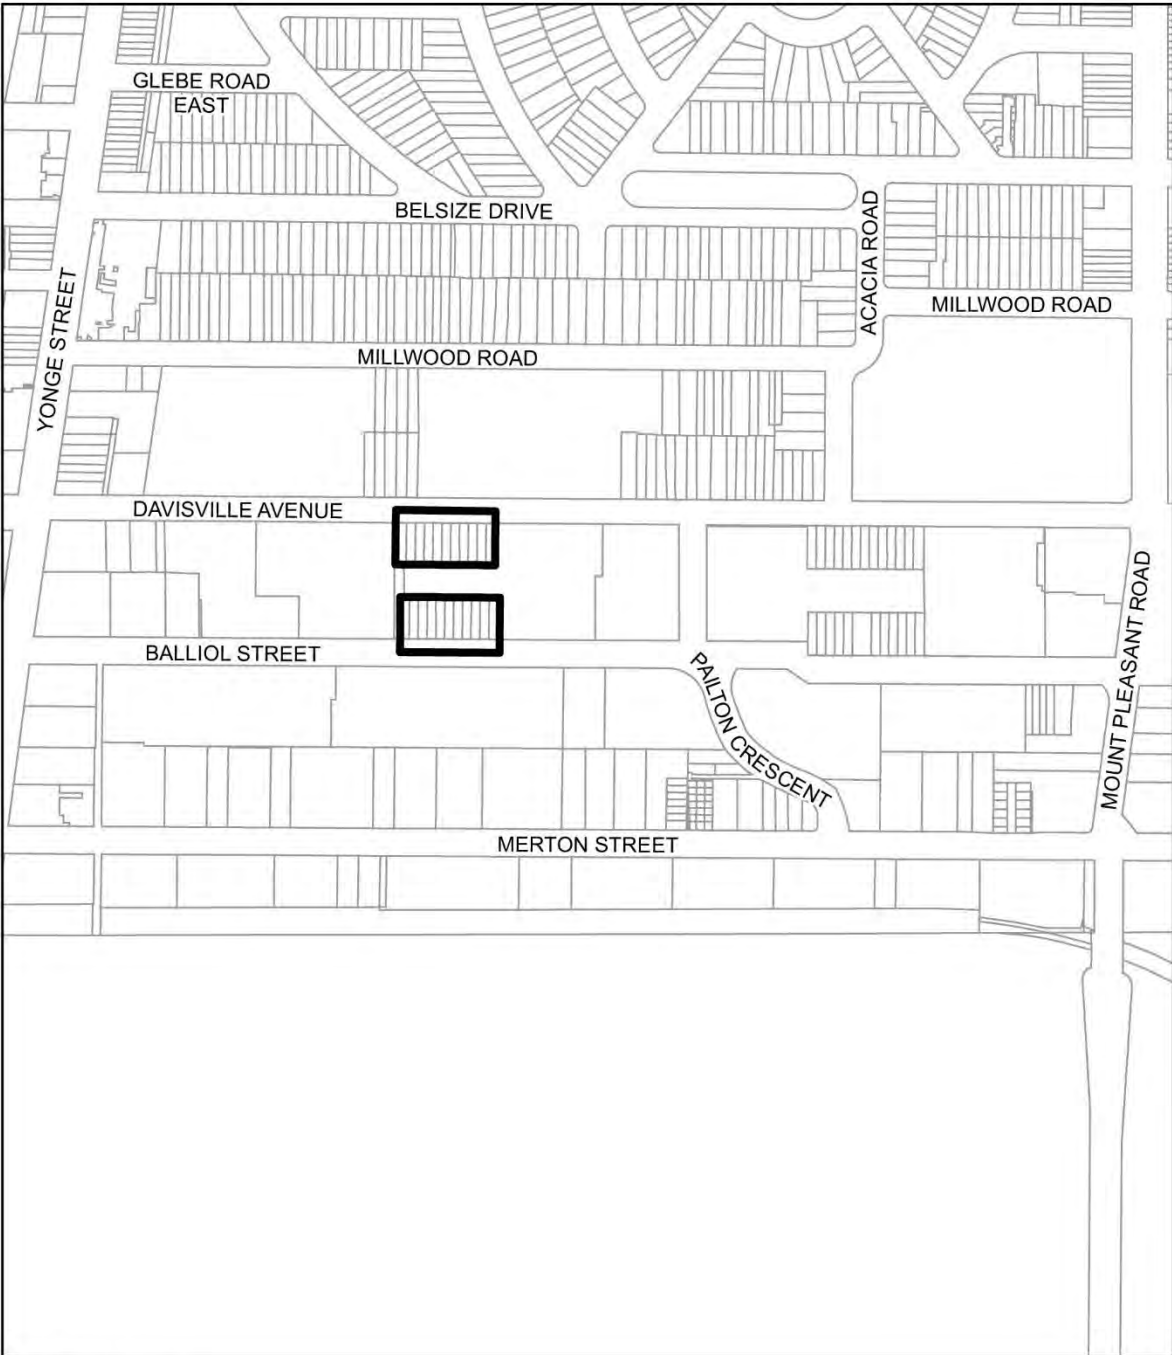 GLEBE ROAD
EAST
BELSIZE DRIVE
ACACIA ROAD
MILLWOOD ROAD
YONGE STREET
MILLWOOD ROAD
DAVISVILLE AVENUE
BALLIOL STREET
PAILTON CRESCENT
MOUNT PLEASANT ROAD
MERTON STREET